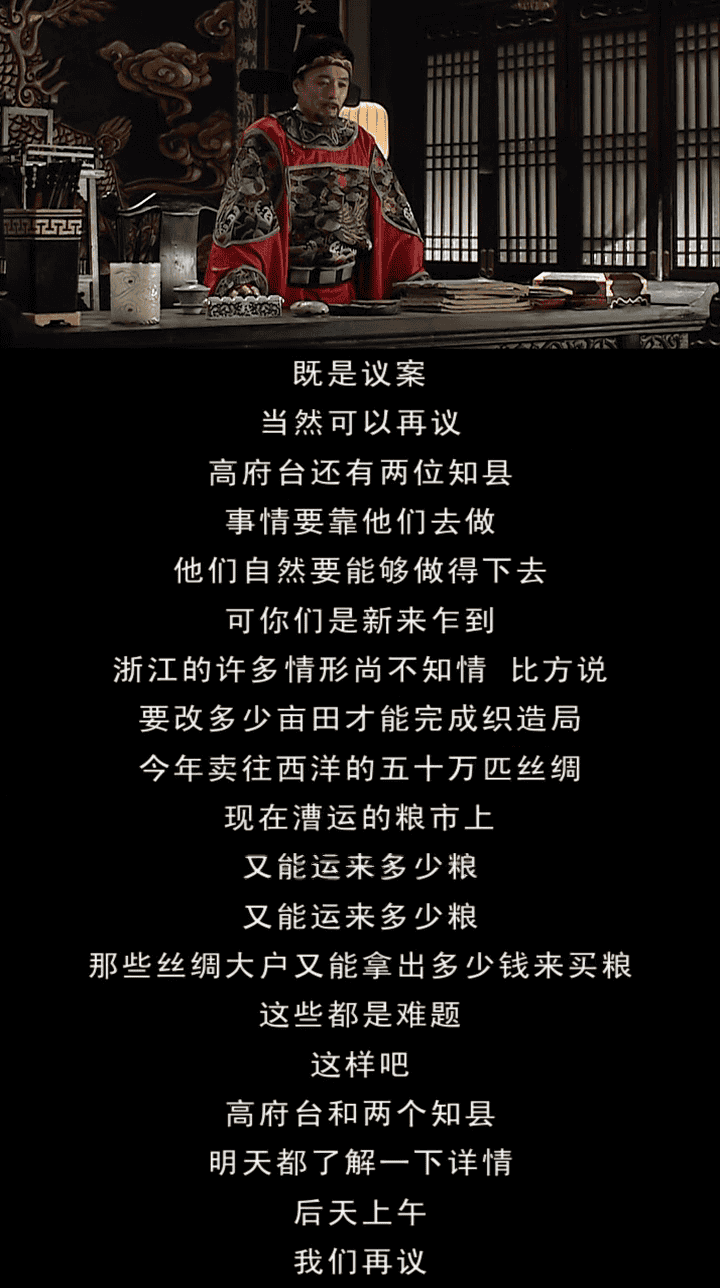 既是议案
当然可以再议
高府台还有两位知县
事情要靠他们去做
他们自然要能够做得下去
可你们是新来乍到
浙江的许多情形尚不知情 比方说
要改多少亩田才能完成织造局
今年卖往西洋的五十万匹丝绸
现在漕运的粮市上
又能运来多少粮
又能运来多少粮
那些丝绸大户又能拿出多少钱来买粮
这些都是难题
这样吧
高府台和两个知县
明天都了解一下详情
后天上午
我们再议